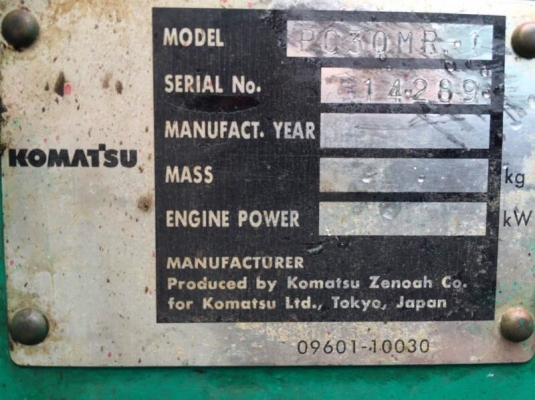 MODEL PC30MR-1
SERIAL No. 14289
MANUFACT. YEAR
KOMATSU
MASS kg
ENGINE POWER kW
MANUFACTURER
Produced by Komatsu Zenoah Co.
for Komatsu Ltd., Tokyo, Japan
09601-10030